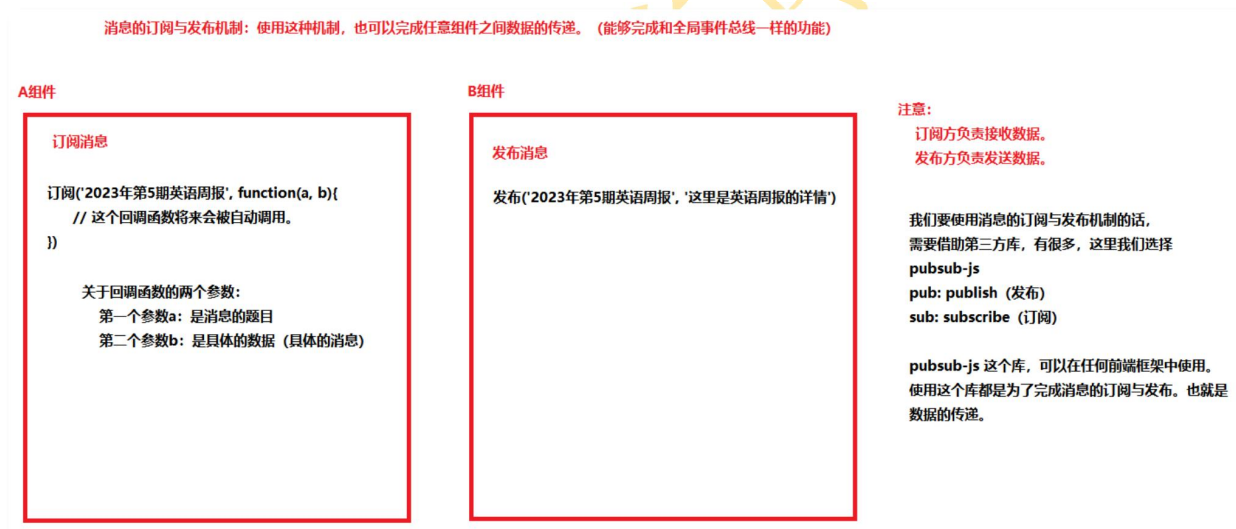 消息的订阅与发布机制：使用这种机制，也可以完成任意组件之间数据的传递。（能够完成和全局事件总线一样的功能）
A组件
订阅消息
订阅('2023年第5期英语周报', function(a, b){
// 这个回调函数将来会被自动调用。
})
关于回调函数的两个参数：
第一个参数a：是消息的题目
第二个参数b：是具体的数据（具体的消息）
B组件
发布消息
发布('2023年第5期英语周报', '这里是英语周报的详情')
注意：
订阅方负责接收数据。
发布方负责发送数据。
我们要使用消息的订阅与发布机制的话，
需要借助第三方库，有很多，这里我们选择
pubsub-js
pub: publish（发布）
sub: subscribe（订阅）
pubsub-js 这个库，可以在任何前端框架中使用。
使用这个库都是为了完成消息的订阅与发布。也就是
数据的传递。